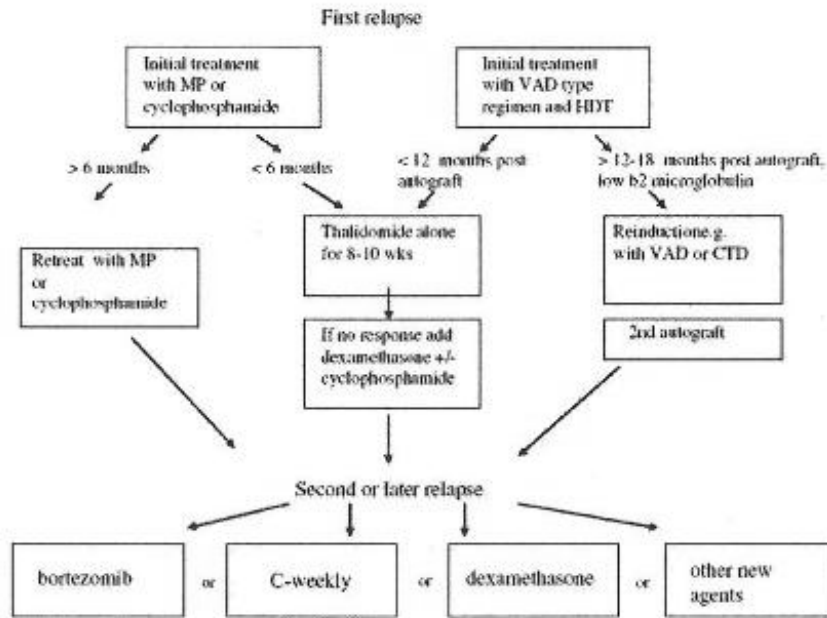 First relapse
Initial treatment
with MP or
cyclophosphamide
Initial treatment
with VAD type
regimen and HDT
> 6 months
< 6 months
< 12 months post
autograft
> 12-18 months post autograft,
low b2 microglobulin
Retreat with MP
or
cyclophosphamide
Thalidomide alone
for 8-10 wks
Reinductione.g.
with VAD or CTD
If no response add
dexamethasone +/-
cyclophosphamide
2nd autograft
Second or later relapse
bortezomib
or
C-weekly
or
dexamethasone
or
other new
agents